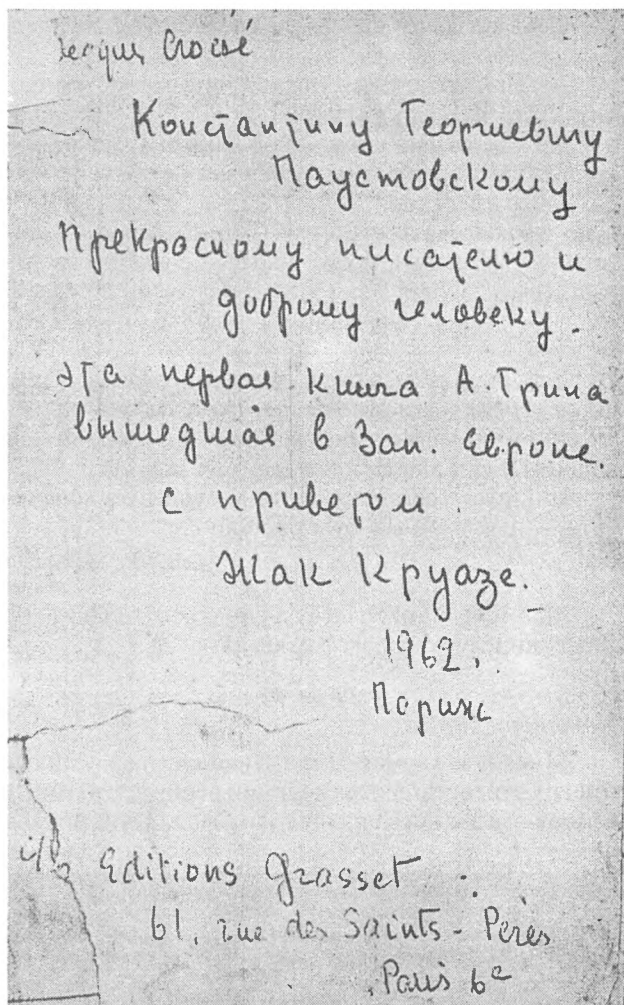 Jacques Croisé
Константину Георгиевичу
Паустовскому
Прекрасному писателю и
доброму человеку.
эта первая книга А. Грина
вышедшая в Зап. Европе.
с приветом.
Жак Круазе.
1962.
Париж
c/o Editions Grasset
61, rue des Saints-Pères
Paris 6e